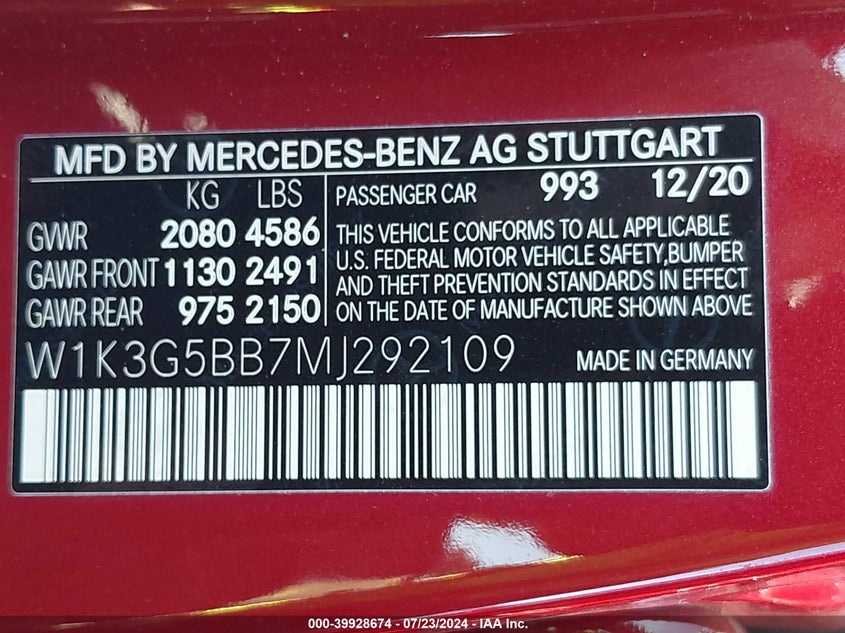 MFD BY MERCEDES-BENZ AG STUTTGART
KG LBS
GVWR 2080 4586
GAWR FRONT 1130 2491
GAWR REAR 975 2150
PASSENGER CAR 993 12/20
THIS VEHICLE CONFORMS TO ALL APPLICABLE
U.S. FEDERAL MOTOR VEHICLE SAFETY,BUMPER
AND THEFT PREVENTION STANDARDS IN EFFECT
ON THE DATE OF MANUFACTURE SHOWN ABOVE
W1K3G5BB7MJ292109 MADE IN GERMANY
000-39928674 / 07/23/2024 - IAA Inc.